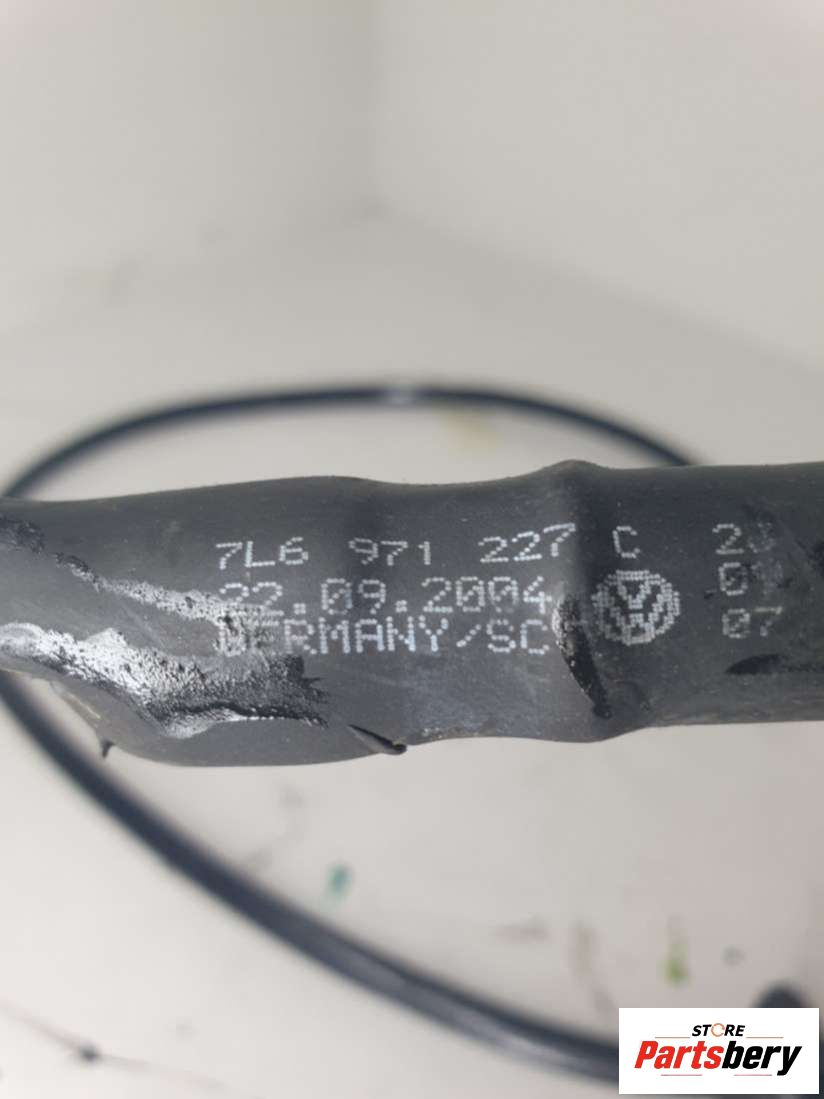 7L6 971 227 C
22.09.2004
GERMANY/SC
07
STORE
Partsbery